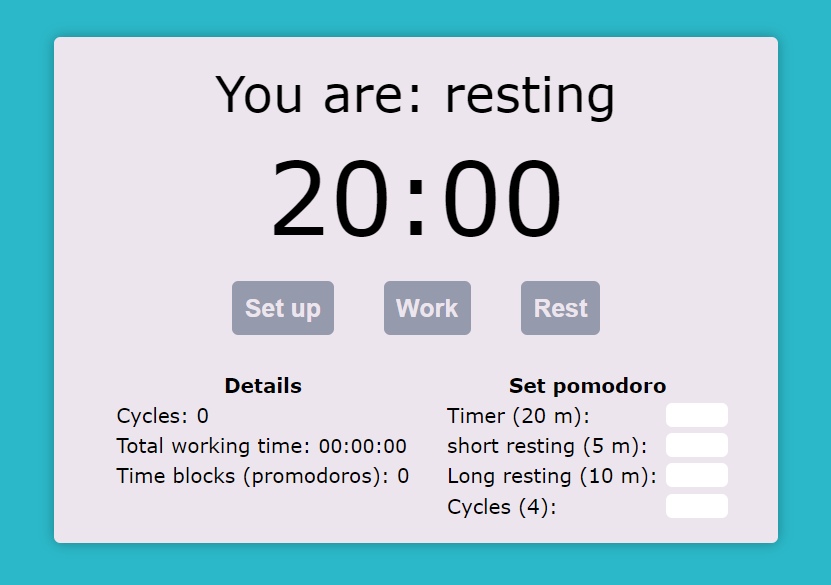 You are: resting
20:00
Set up Work Rest
Details
Cycles: 0
Total working time: 00:00:00
Time blocks (promodoros): 0
Set pomodoro
Timer (20 m):
short resting (5 m):
Long resting (10 m):
Cycles (4):